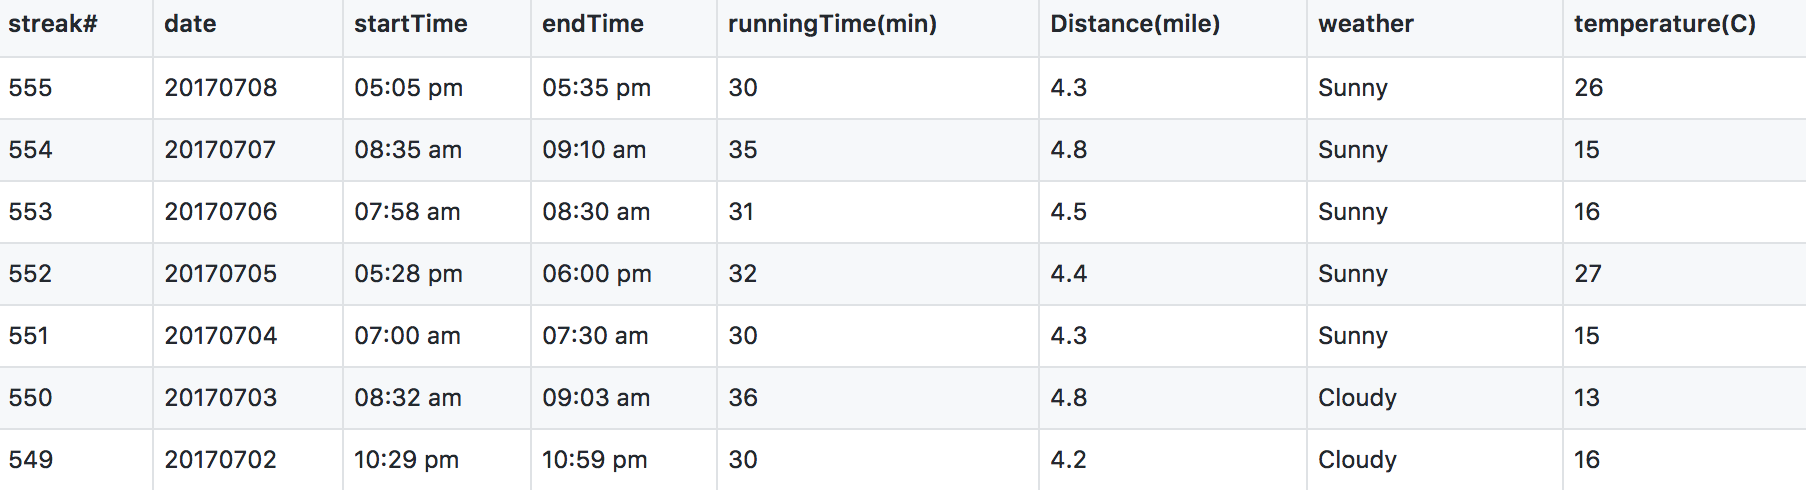 streak# date startTime endTime runningTime(min) Distance(mile) weather temperature(C)
555 20170708 05:05 pm 05:35 pm 30 4.3 Sunny 26
554 20170707 08:35 am 09:10 am 35 4.8 Sunny 15
553 20170706 07:58 am 08:30 am 31 4.5 Sunny 16
552 20170705 05:28 pm 06:00 pm 32 4.4 Sunny 27
551 20170704 07:00 am 07:30 am 30 4.3 Sunny 15
550 20170703 08:32 am 09:03 am 36 4.8 Cloudy 13
549 20170702 10:29 pm 10:59 pm 30 4.2 Cloudy 16